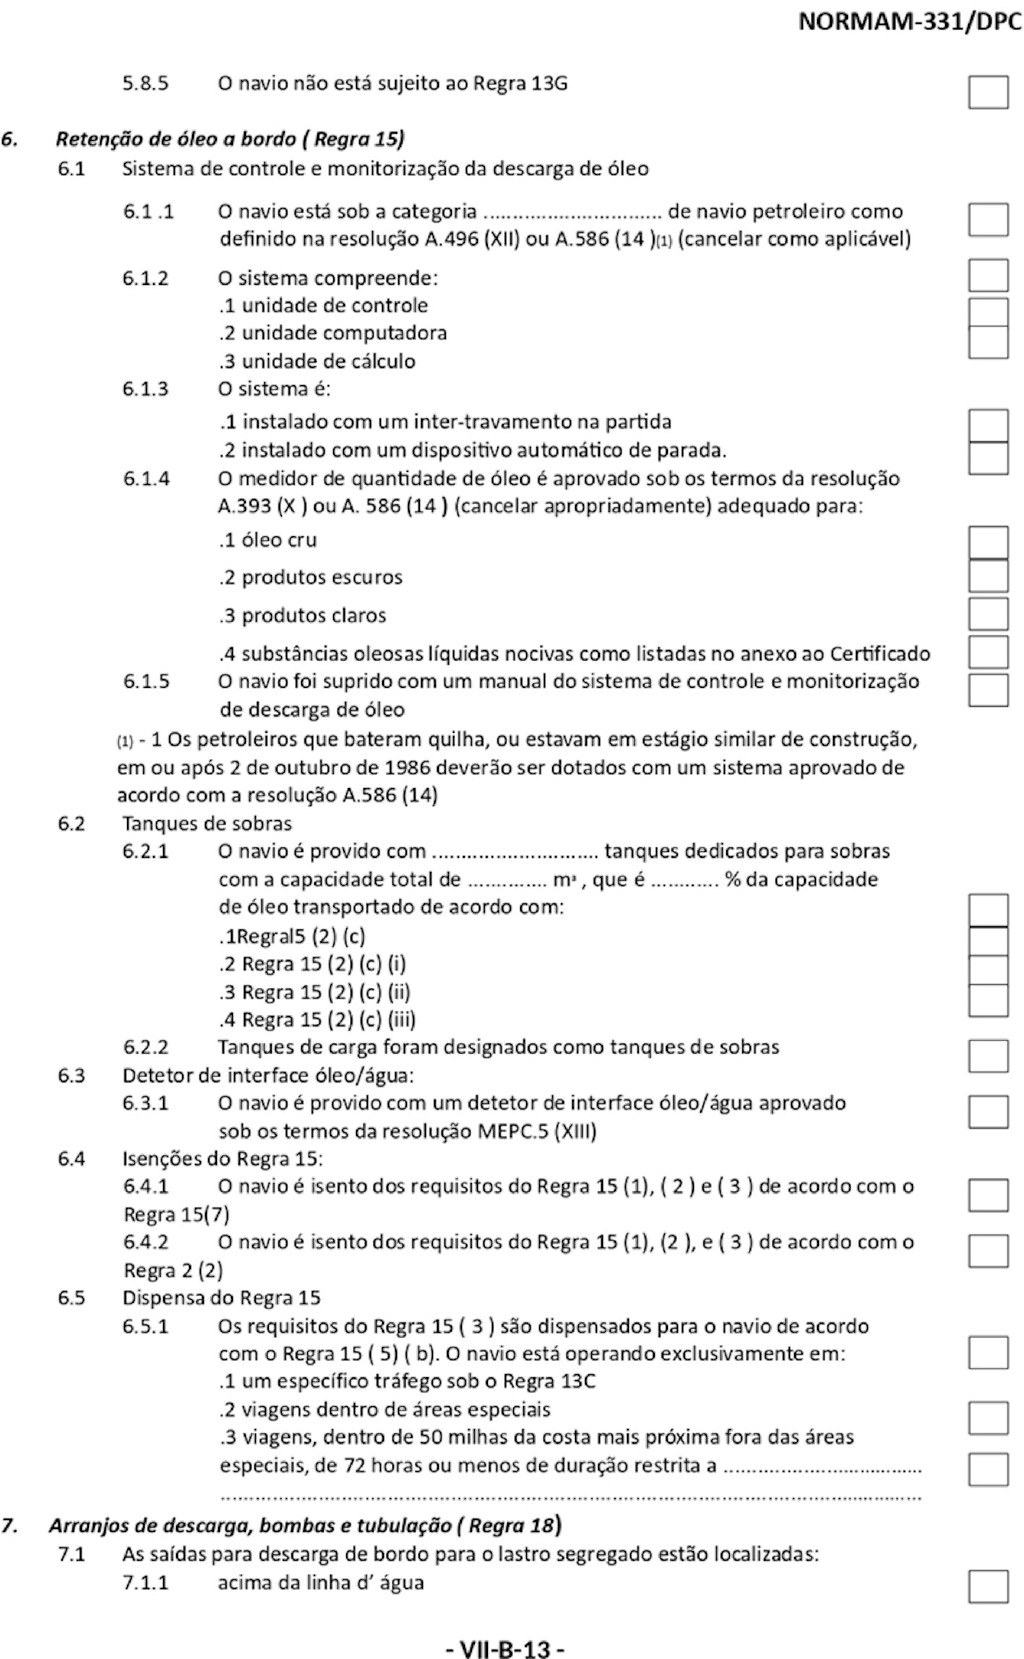 NORMAM-331/DPC
5.8.5 O navio não está sujeito ao Regra 13G
6. Retenção de óleo a bordo ( Regra 15)
6.1 Sistema de controle e monitorização da descarga de óleo
6.1 .1 O navio está sob a categoria ............................... de navio petroleiro como
definido na resolução A.496 (XII) ou A.586 (14 )(1) (cancelar como aplicável)
6.1.2 O sistema compreende:
.1 unidade de controle
.2 unidade computadora
.3 unidade de cálculo
6.1.3 O sistema é:
.1 instalado com um inter-travamento na partida
.2 instalado com um dispositivo automático de parada.
6.1.4 O medidor de quantidade de óleo é aprovado sob os termos da resolução
A.393 (X ) ou A. 586 (14 ) (cancelar apropriadamente) adequado para:
.1 óleo cru
.2 produtos escuros
.3 produtos claros
.4 substâncias oleosas líquidas nocivas como listadas no anexo ao Certificado
6.1.5 O navio foi suprido com um manual do sistema de controle e monitorização
de descarga de óleo
(1) - 1 Os petroleiros que bateram quilha, ou estavam em estágio similar de construção,
em ou após 2 de outubro de 1986 deverão ser dotados com um sistema aprovado de
acordo com a resolução A.586 (14)
6.2 Tanques de sobras
6.2.1 O navio é provido com ............................. tanques dedicados para sobras
com a capacidade total de .............. m³ , que é ............ % da capacidade
de óleo transportado de acordo com:
.1Regral5 (2) (c)
.2 Regra 15 (2) (c) (i)
.3 Regra 15 (2) (c) (ii)
.4 Regra 15 (2) (c) (iii)
6.2.2 Tanques de carga foram designados como tanques de sobras
6.3 Detetor de interface óleo/água:
6.3.1 O navio é provido com um detetor de interface óleo/água aprovado
sob os termos da resolução MEPC.5 (XIII)
6.4 Isenções do Regra 15:
6.4.1 O navio é isento dos requisitos do Regra 15 (1), ( 2 ) e ( 3 ) de acordo com o
Regra 15(7)
6.4.2 O navio é isento dos requisitos do Regra 15 (1), (2 ), e ( 3 ) de acordo com o
Regra 2 (2)
6.5 Dispensa do Regra 15
6.5.1 Os requisitos do Regra 15 ( 3 ) são dispensados para o navio de acordo
com o Regra 15 ( 5) ( b). O navio está operando exclusivamente em:
.1 um específico tráfego sob o Regra 13C
.2 viagens dentro de áreas especiais
.3 viagens, dentro de 50 milhas da costa mais próxima fora das áreas
especiais, de 72 horas ou menos de duração restrita a ...................................
..........................................................................................................................
7. Arranjos de descarga, bombas e tubulação ( Regra 18)
7.1 As saídas para descarga de bordo para o lastro segregado estão localizadas:
7.1.1 acima da linha d’ água
- VII-B-13 -